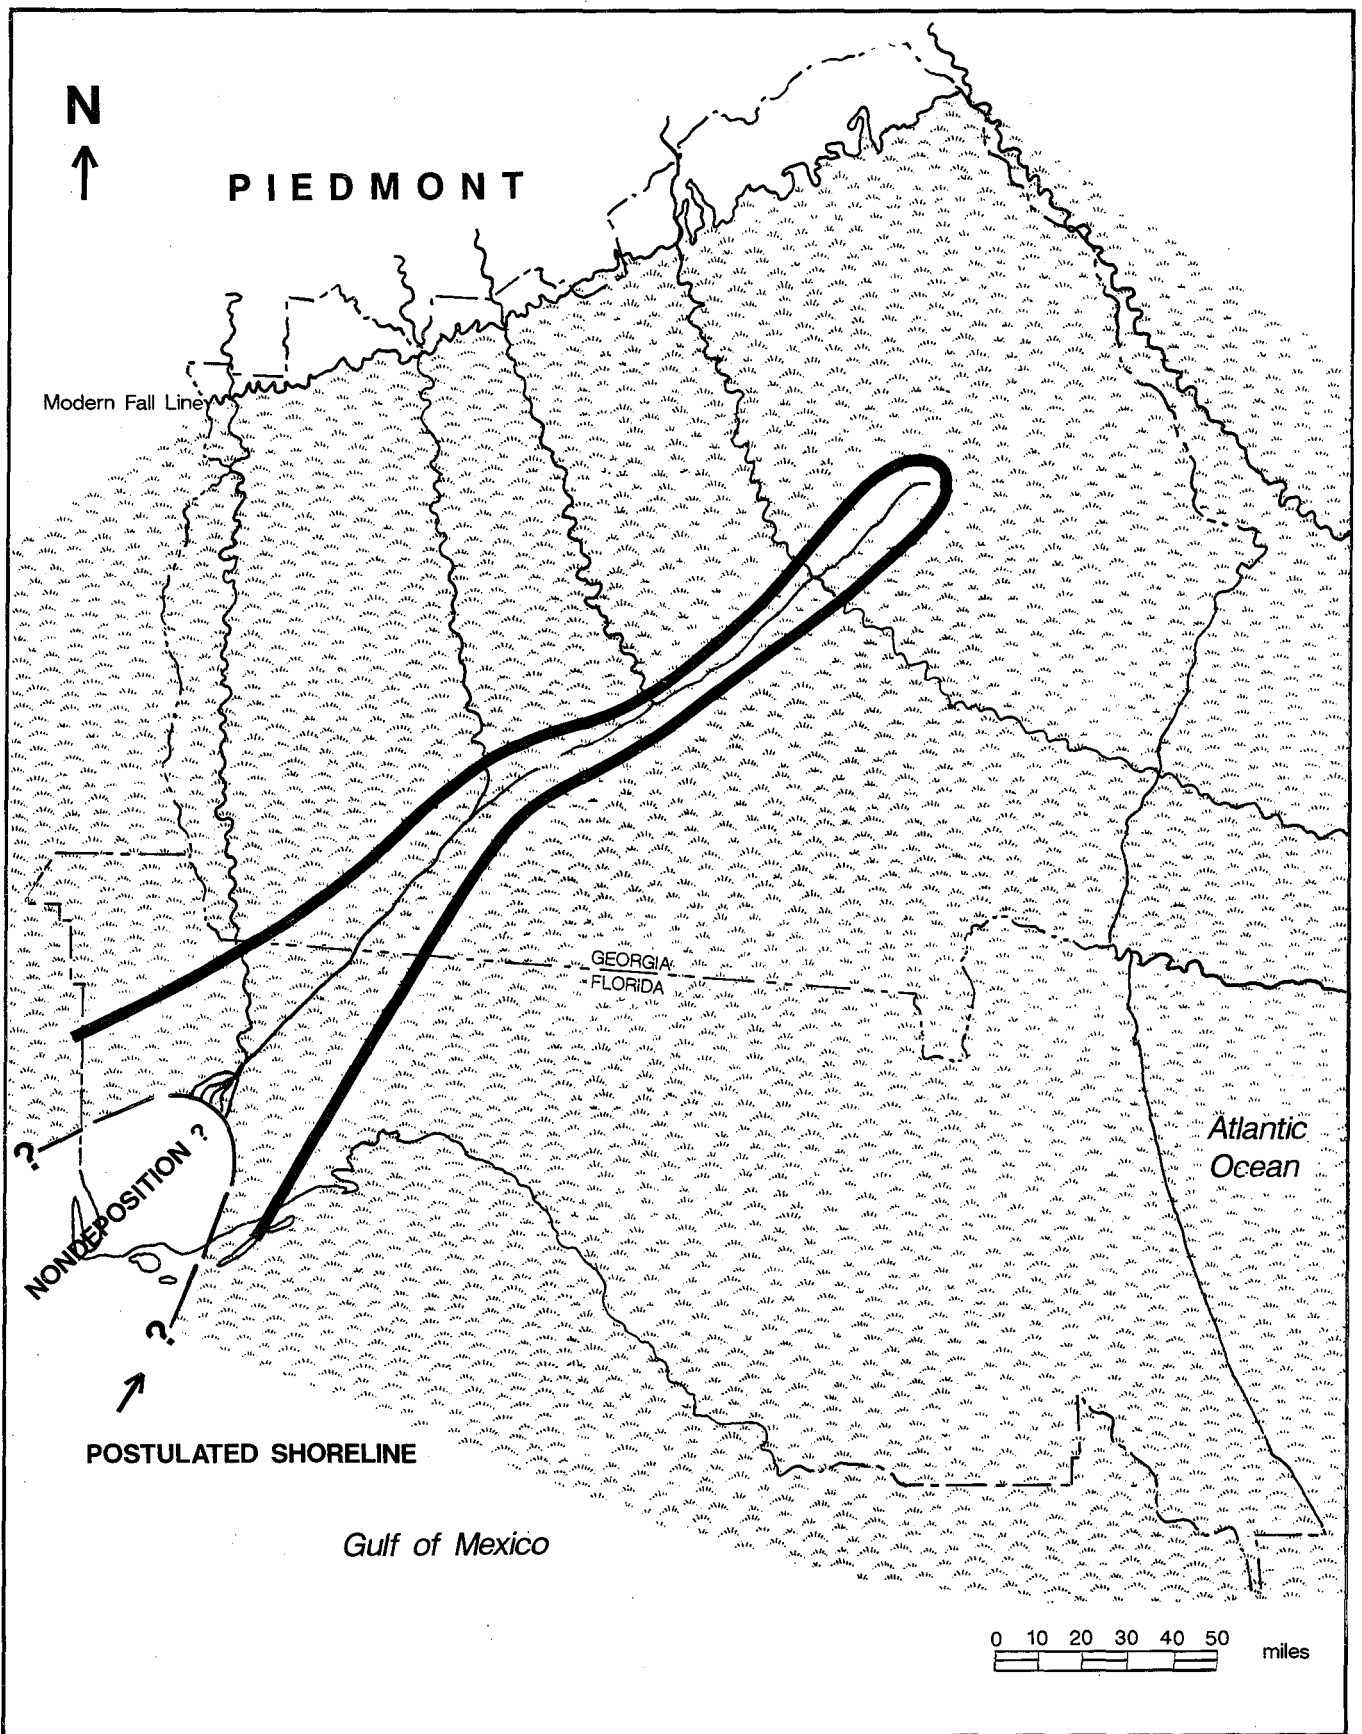 N
PIEDMONT
Modern Fall Line
GEORGIA
FLORIDA
Atlantic
Ocean
?
NONDEPOSITION ?
?
POSTULATED SHORELINE
Gulf of Mexico
0 10 20 30 40 50 miles